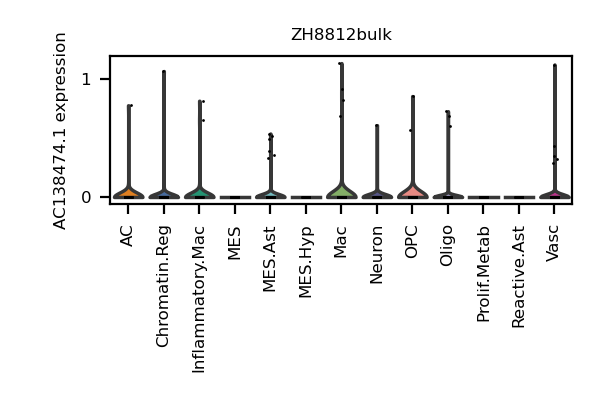 ZH8812bulk
AC138474.1 expression
1
0
AC
Chromatin.Reg
Inflammatory.Mac
MES
MES.Ast
MES.Hyp
Mac
Neuron
OPC
Oligo
Prolif.Metab
Reactive.Ast
Vasc